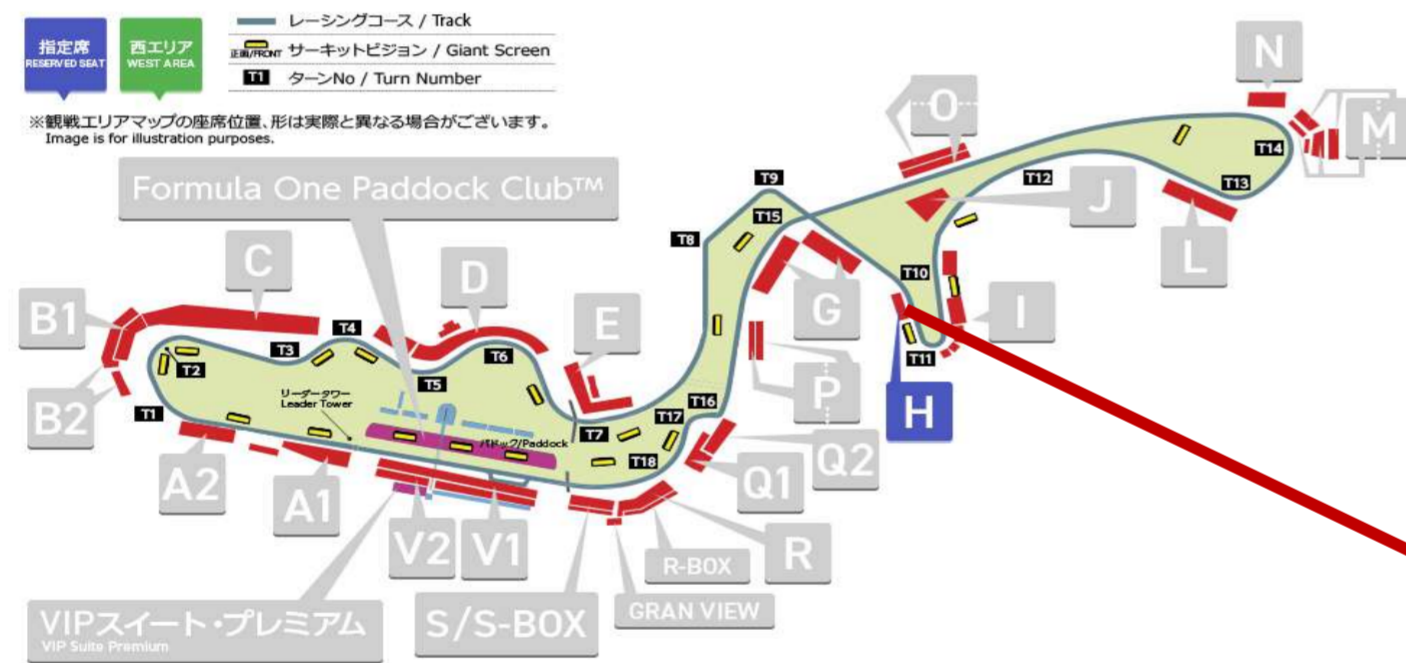 指定席
RESERVED SEAT
西エリア
WEST AREA
レーシングコース / Track
正面/FRONT サーキットビジョン / Giant Screen
T1 ターンNo / Turn Number
※観戦エリアマップの座席位置、形は実際と異なる場合がございます。
Image is for illustration purposes.
Formula One Paddock Club™
N
O
M
T14
T9
T12
T13
T15
J
T8
L
C
D
T10
G
I
B1
E
T4
T3
T6
T11
T2
T5
P
H
リーダータワー
Leader Tower
B2
T1
T16
T17
T7
パドック/Paddock
T18
Q2
A2
Q1
A1
V2
V1
R
R-BOX
GRAN VIEW
S/S-BOX
VIPスイート・プレミアム
VIP Suite Premium